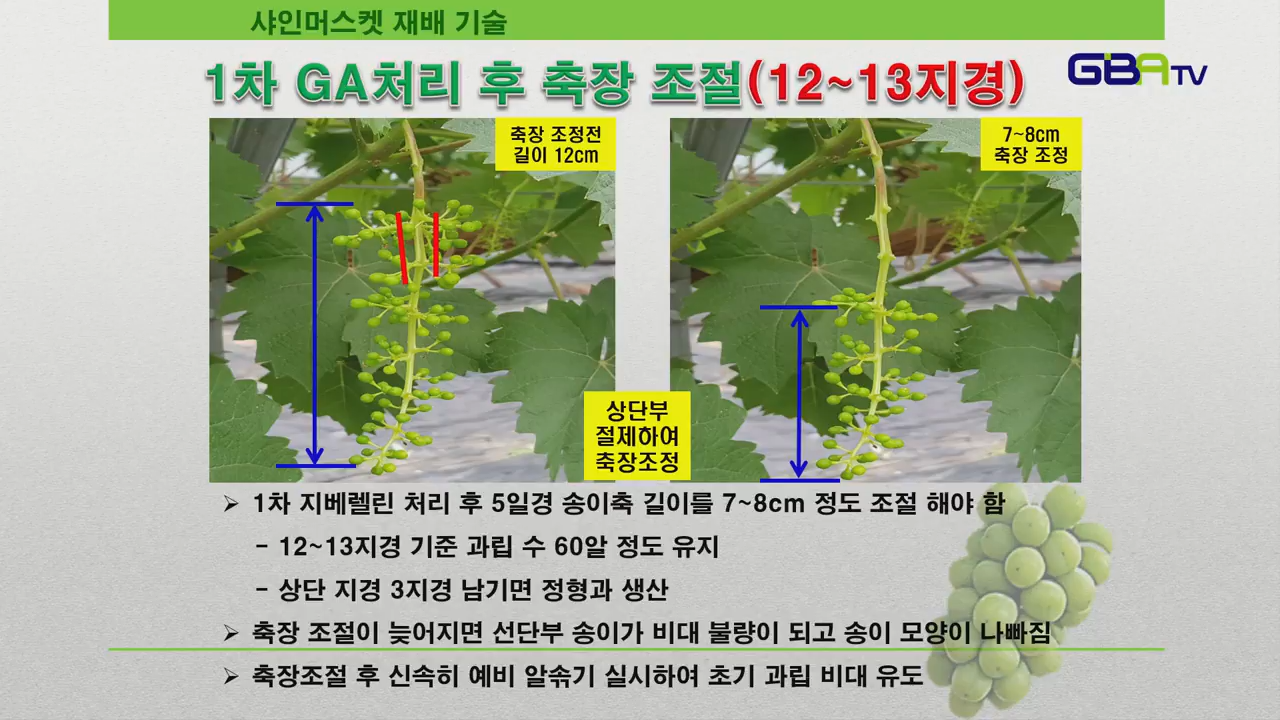 샤인머스켓 재배 기술
1차 GA처리 후 축장 조절(12~13지경)
GBATV
축장 조정전
길이 12cm
7~8cm
축장 조정
상단부
절제하여
축장조정
➢ 1차 지베렐린 처리 후 5일경 송이축 길이를 7~8cm 정도 조절 해야 함
- 12~13지경 기준 과립 수 60알 정도 유지
- 상단 지경 3지경 남기면 정형과 생산
➢ 축장 조절이 늦어지면 선단부 송이가 비대 불량이 되고 송이 모양이 나빠짐
➢ 축장조절 후 신속히 예비 알솎기 실시하여 초기 과립 비대 유도